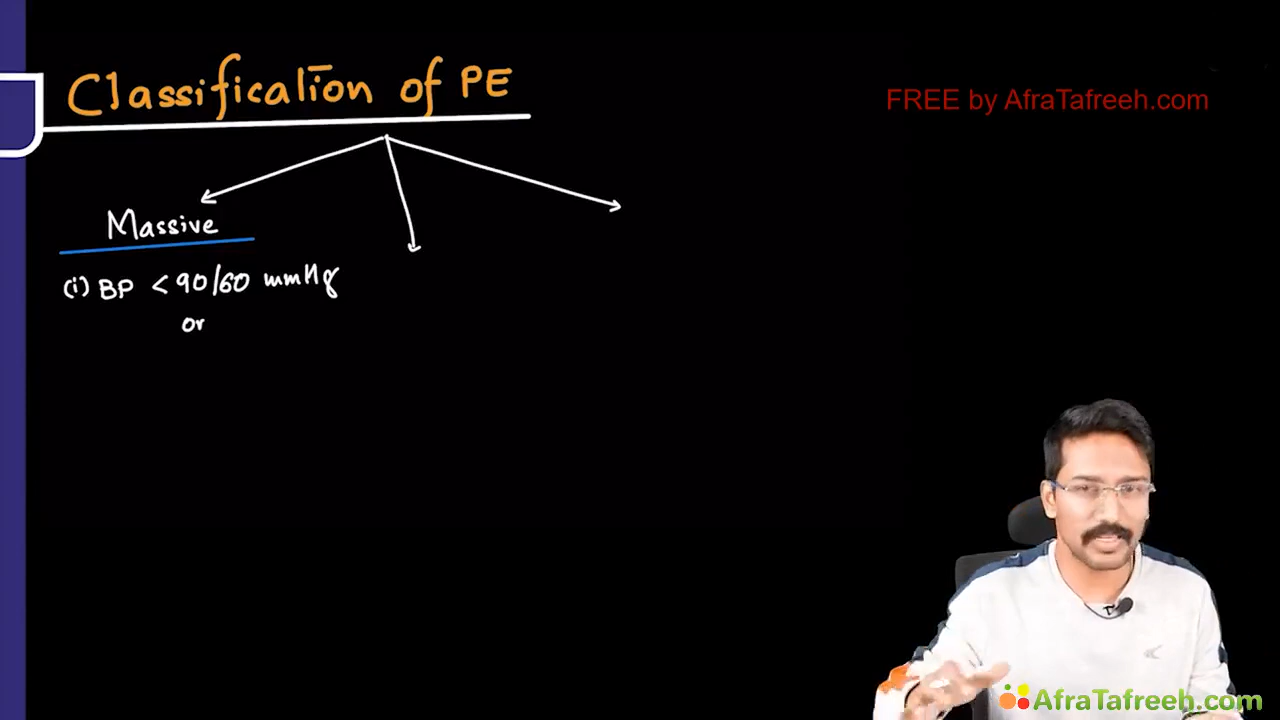 Classification of PE
FREE by AfraTafreeh.com
Massive
(i) BP < 90/60 mmHg
or
AfraTafreeh.com